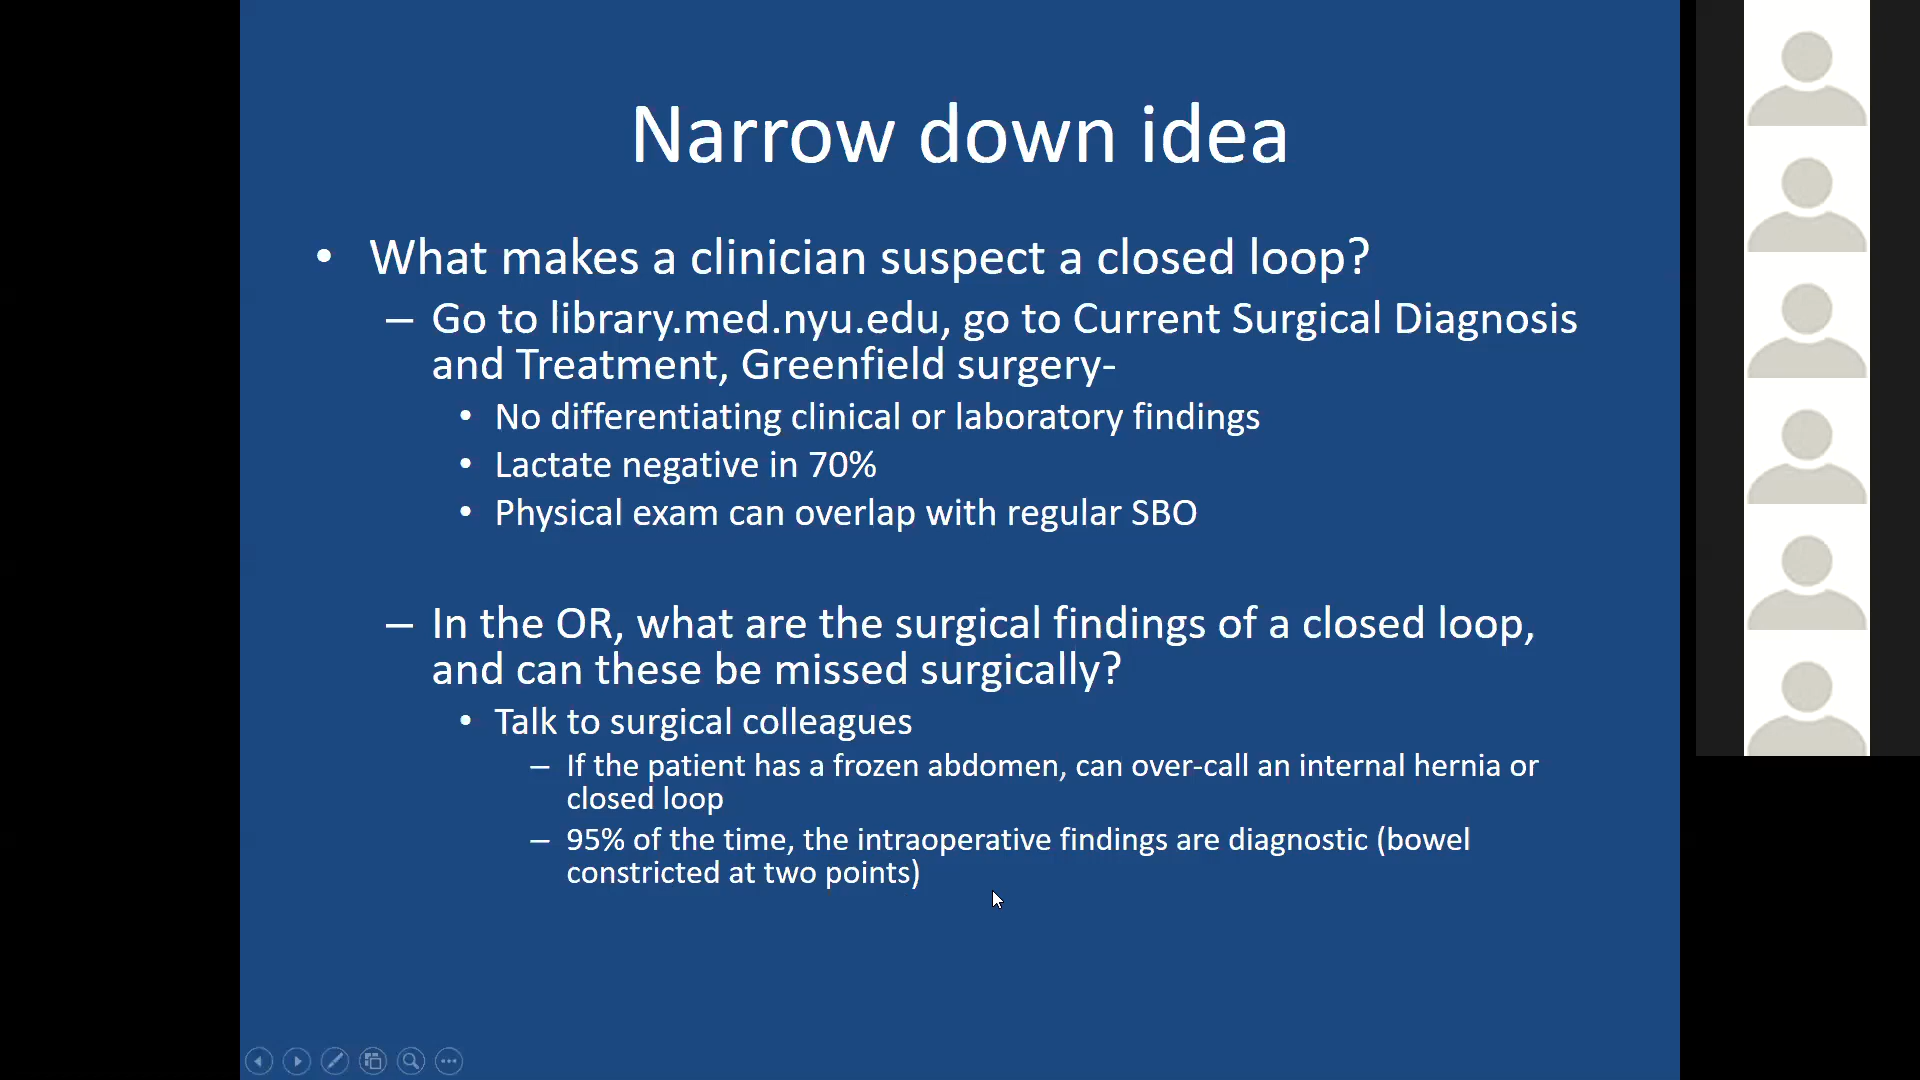 Narrow down idea
• What makes a clinician suspect a closed loop?
– Go to library.med.nyu.edu, go to Current Surgical Diagnosis
and Treatment, Greenfield surgery-
• No differentiating clinical or laboratory findings
• Lactate negative in 70%
• Physical exam can overlap with regular SBO
– In the OR, what are the surgical findings of a closed loop,
and can these be missed surgically?
• Talk to surgical colleagues
– If the patient has a frozen abdomen, can over-call an internal hernia or
closed loop
– 95% of the time, the intraoperative findings are diagnostic (bowel
constricted at two points)